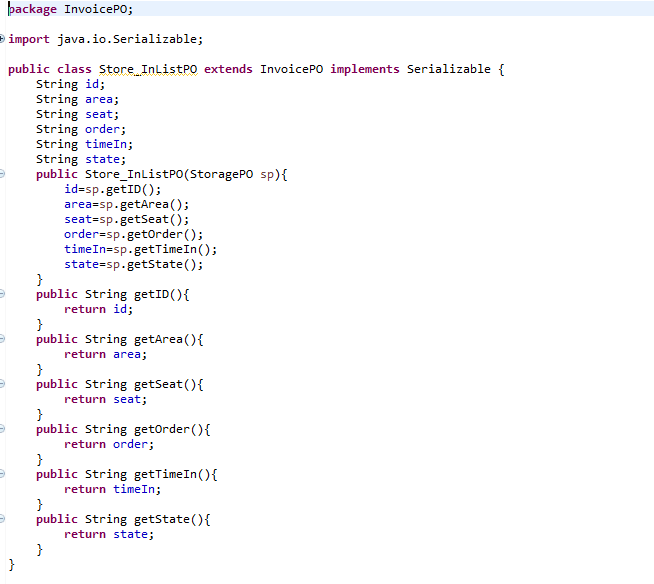 package InvoicePO;
import java.io.Serializable;
public class Store_InListPO extends InvoicePO implements Serializable {
String id;
String area;
String seat;
String order;
String timeIn;
String state;
public Store_InListPO(StoragePO sp){
id=sp.getID();
area=sp.getArea();
seat=sp.getSeat();
order=sp.getOrder();
timeIn=sp.getTimeIn();
state=sp.getState();
}
public String getID(){
return id;
}
public String getArea(){
return area;
}
public String getSeat(){
return seat;
}
public String getOrder(){
return order;
}
public String getTimeIn(){
return timeIn;
}
public String getState(){
return state;
}
}